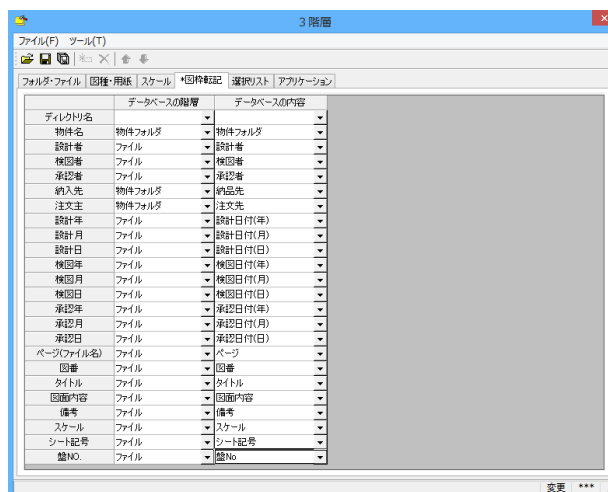 3階層
ファイル(F) ツール(T)
フォルダ・ファイル 図種・用紙 スケール *図枠転記 選択リスト アプリケーション
データベースの階層 データベースの内容
ディレクトリ名
物件名 物件フォルダ 物件フォルダ
設計者 ファイル 設計者
検図者 ファイル 検図者
承認者 ファイル 承認者
納入先 物件フォルダ 納品先
注文主 物件フォルダ 注文先
設計年 ファイル 設計日付(年)
設計月 ファイル 設計日付(月)
設計日 ファイル 設計日付(日)
検図年 ファイル 検図日付(年)
検図月 ファイル 検図日付(月)
検図日 ファイル 検図日付(日)
承認年 ファイル 承認日付(年)
承認月 ファイル 承認日付(月)
承認日 ファイル 承認日付(日)
ページ(ファイル名) ファイル ページ
図番 ファイル 図番
タイトル ファイル タイトル
図面内容 ファイル 図面内容
備考 ファイル 備考
スケール ファイル スケール
シート記号 ファイル シート記号
盤NO. ファイル 盤No
変更 ***